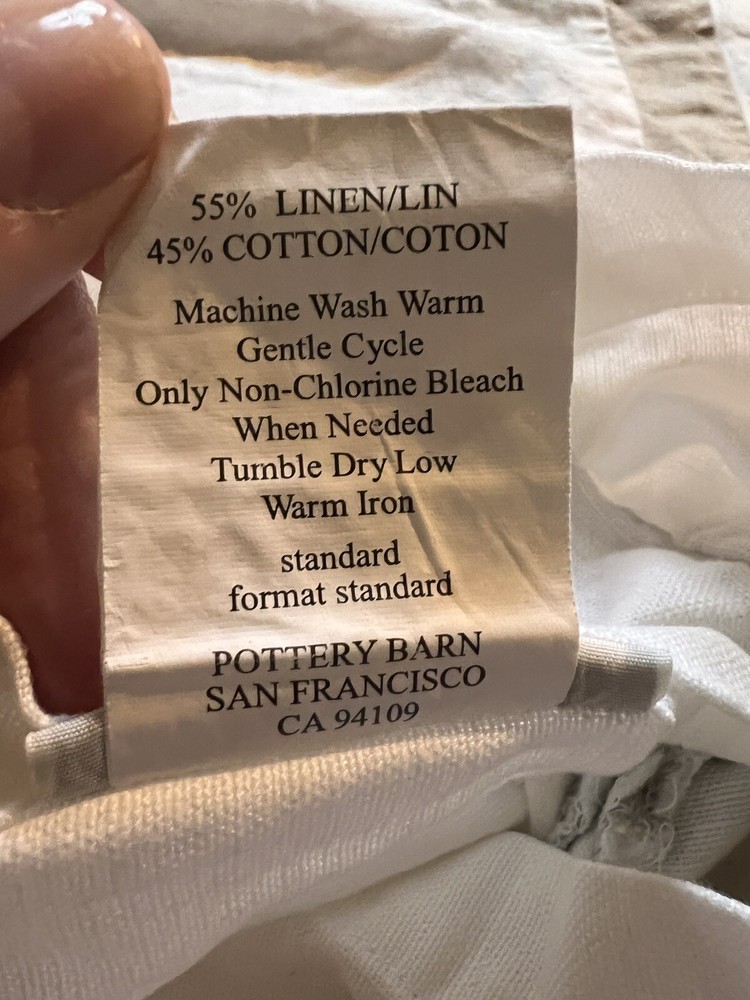 55% LINEN/LIN
45% COTTON/COTON
Machine Wash Warm
Gentle Cycle
Only Non-Chlorine Bleach
When Needed
Tumble Dry Low
Warm Iron
standard
format standard
POTTERY BARN
SAN FRANCISCO
CA 94109